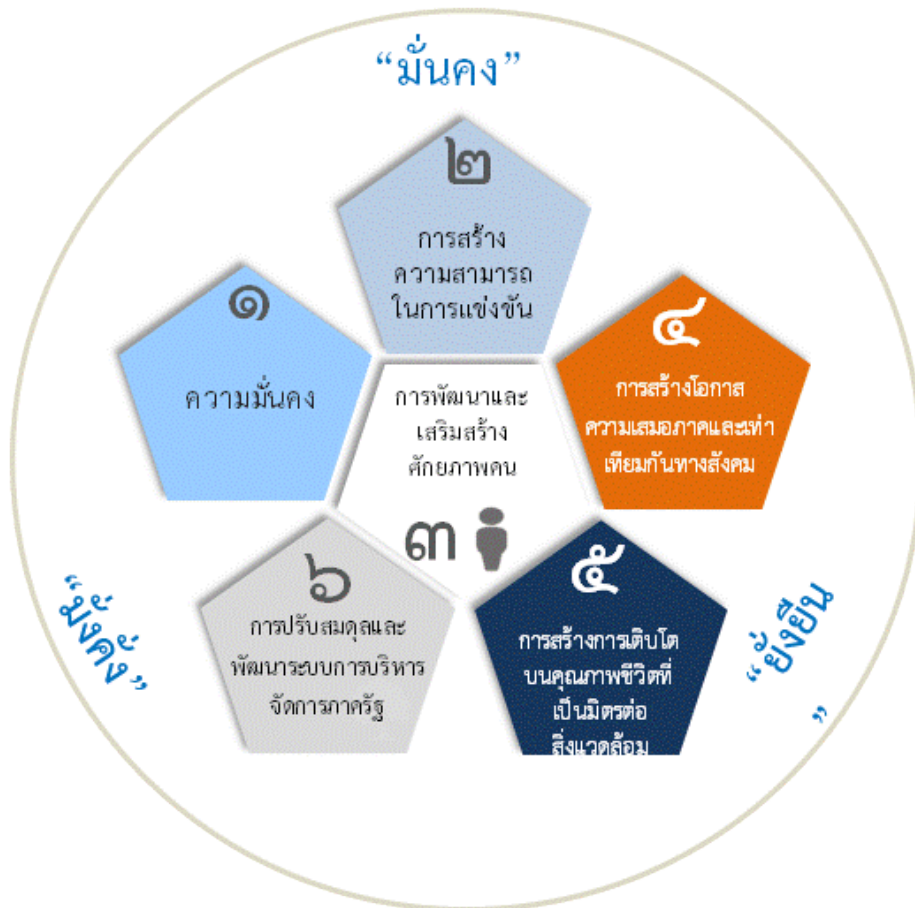 “มั่นคง”
๒
การสร้าง
ความสามารถ
ในการแข่งขัน
๑
ความมั่นคง
๔
การสร้างโอกาส
ความเสมอภาคและเท่า
เทียมกันทางสังคม
การพัฒนาและ
เสริมสร้าง
ศักยภาพคน
๓
๖
การปรับสมดุลและ
พัฒนาระบบการบริหาร
จัดการภาครัฐ
๕
การสร้างการเติบโต
บนคุณภาพชีวิตที่
เป็นมิตรต่อ
สิ่งแวดล้อม
“มั่งคั่ง”
“ยั่งยืน
”